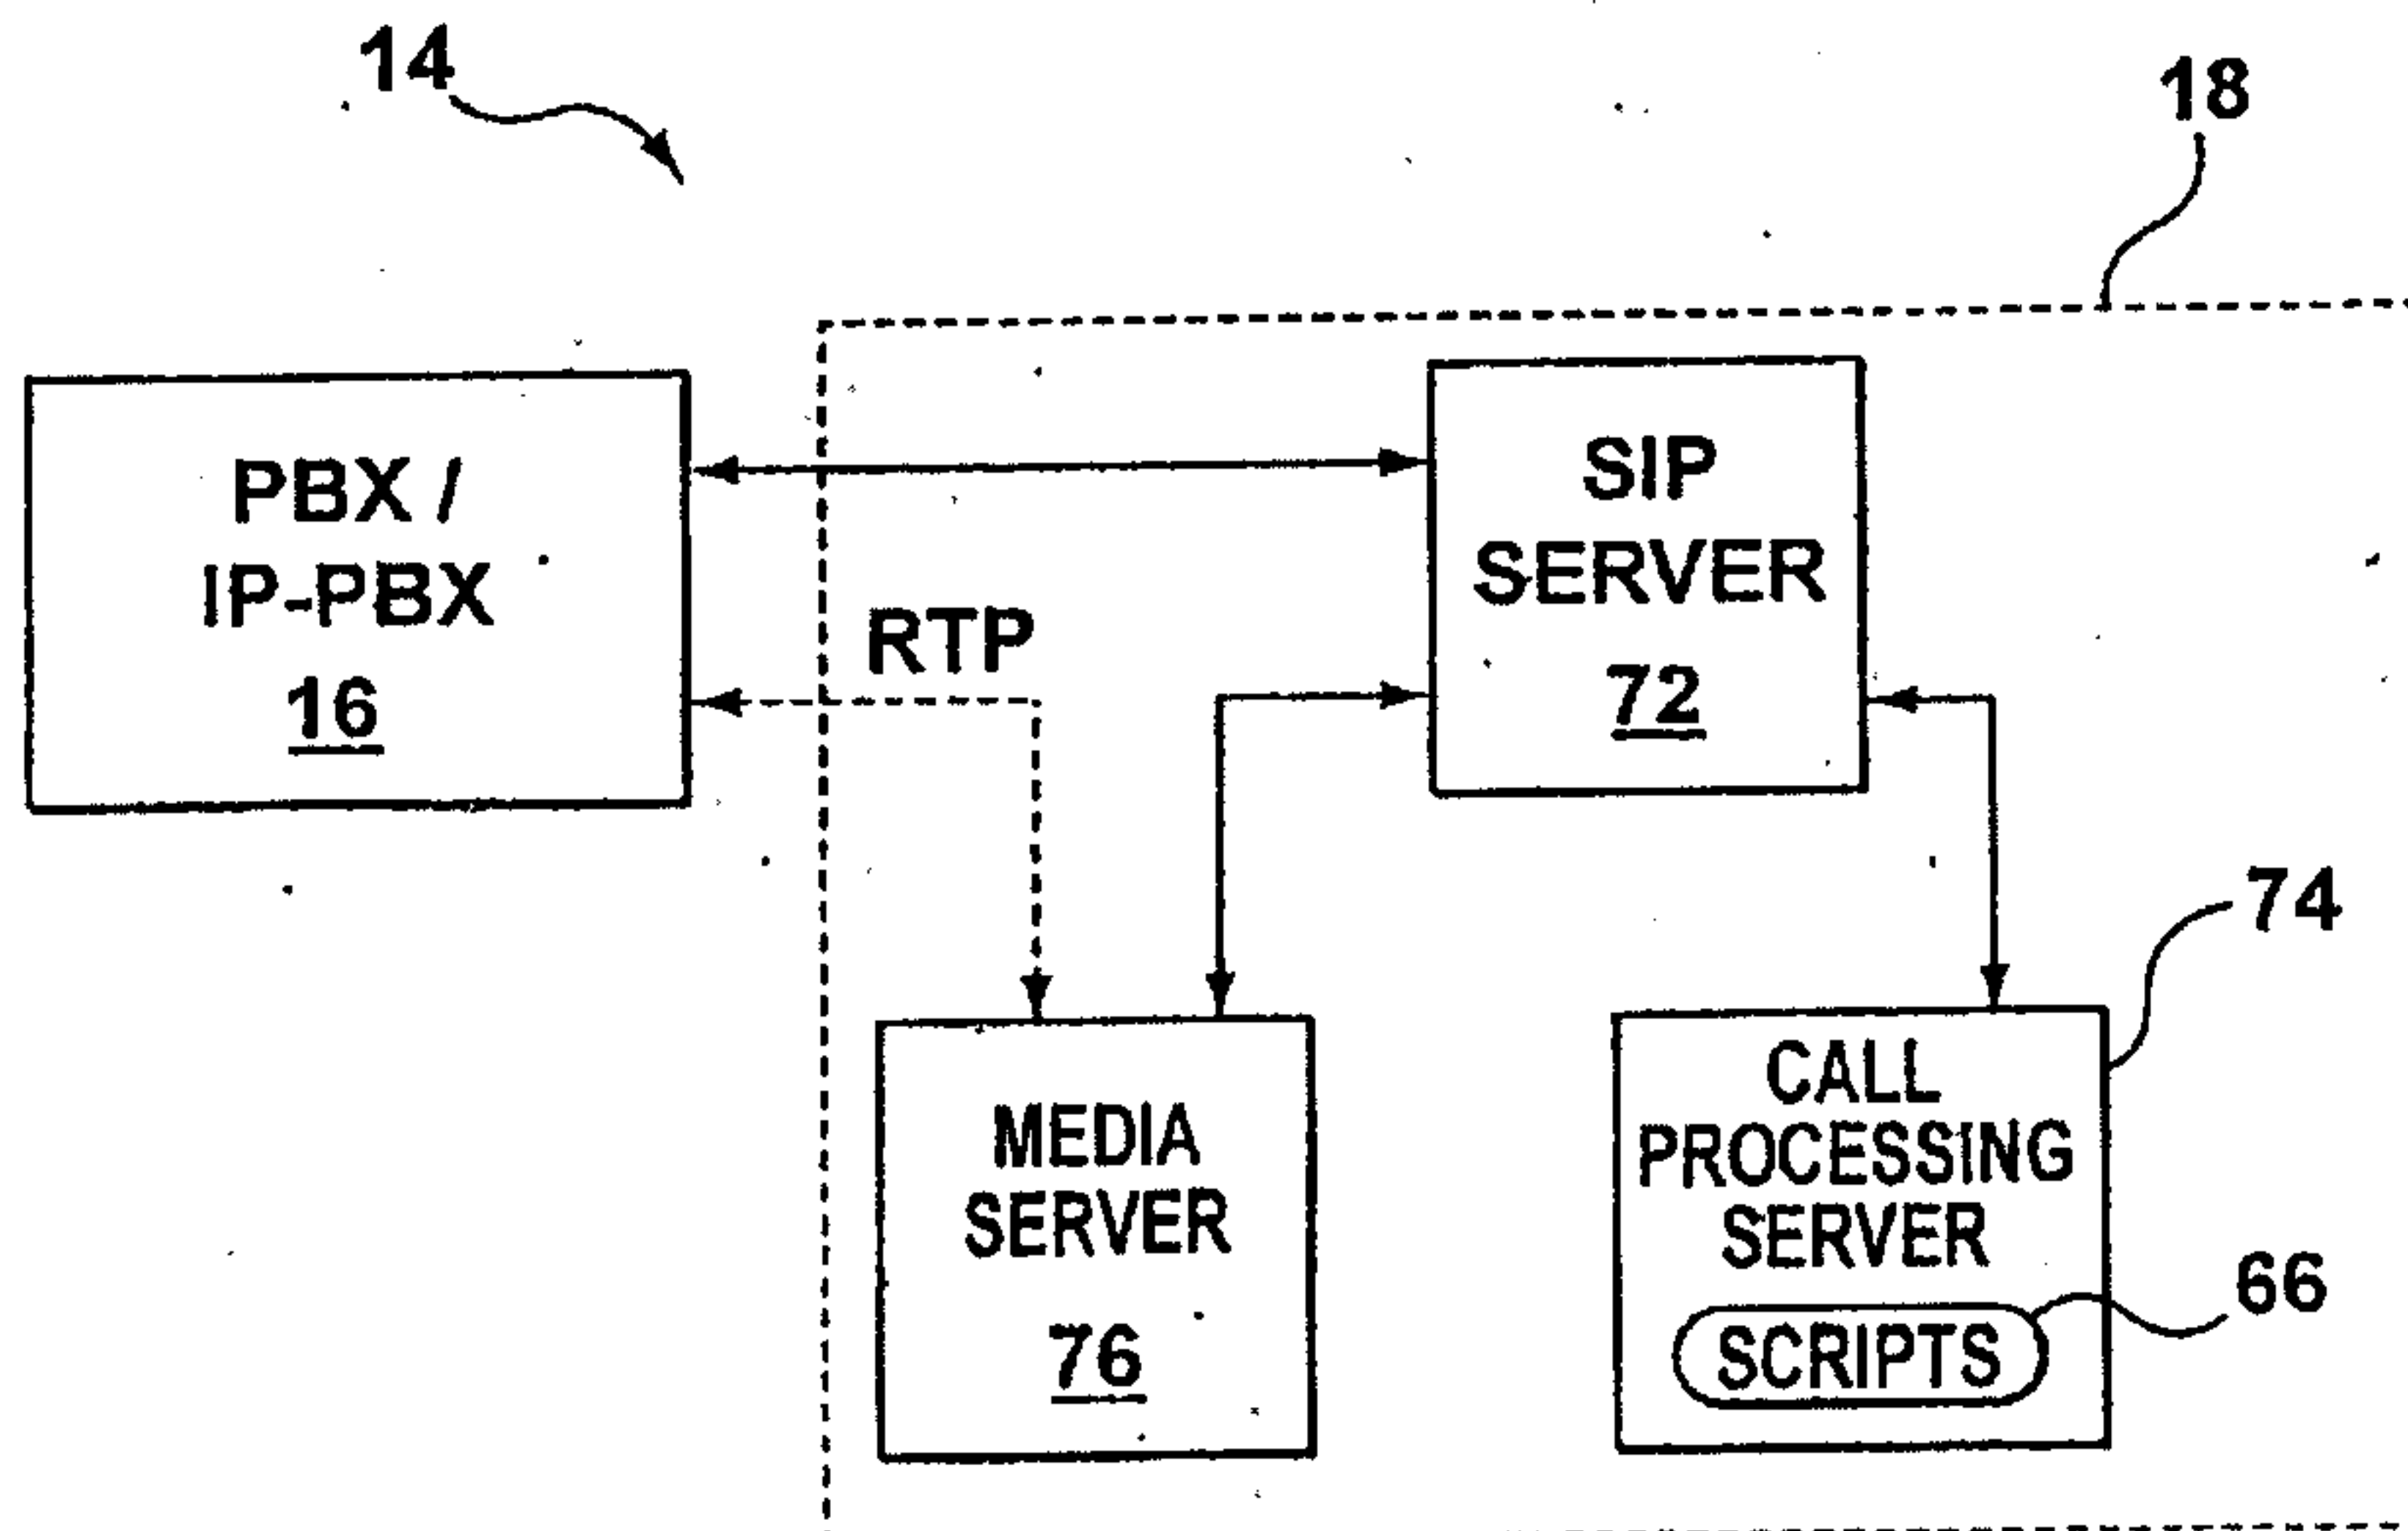 14
18
PBX /
IP-PBX
16
SIP
SERVER
72
RTP
74
MEDIA
SERVER
76
CALL
PROCESSING
SERVER
SCRIPTS
66